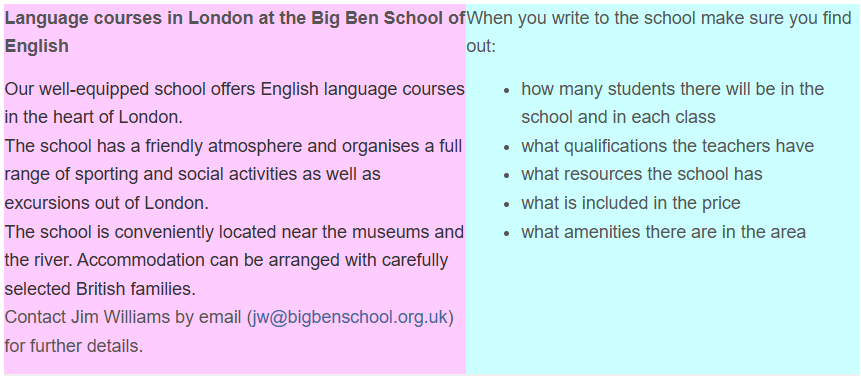 Language courses in London at the Big Ben School of
English
Our well-equipped school offers English language courses
in the heart of London.
The school has a friendly atmosphere and organises a full
range of sporting and social activities as well as
excursions out of London.
The school is conveniently located near the museums and
the river. Accommodation can be arranged with carefully
selected British families.
Contact Jim Williams by email (jw@bigbenschool.org.uk)
for further details.
When you write to the school make sure you find
out:
• how many students there will be in the
school and in each class
• what qualifications the teachers have
• what resources the school has
• what is included in the price
• what amenities there are in the area